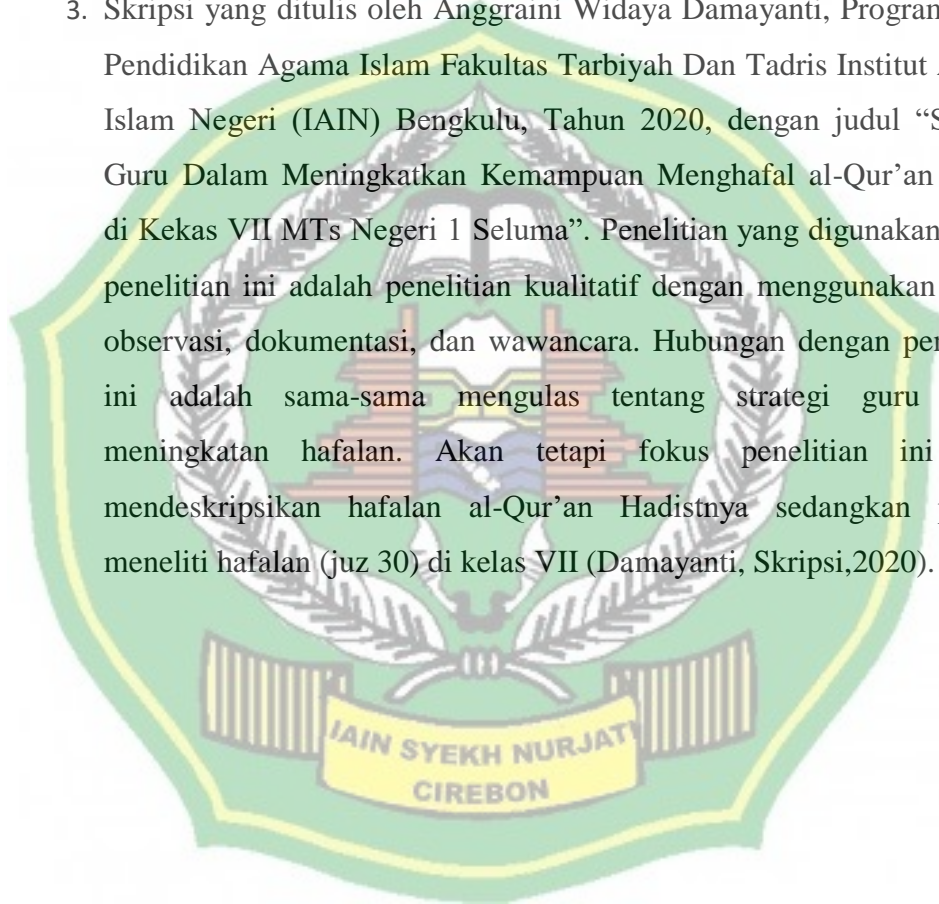 3. Skripsi yang ditulis oleh Anggraini Widaya Damayanti, Program
Pendidikan Agama Islam Fakultas Tarbiyah Dan Tadris Institut
Islam Negeri (IAIN) Bengkulu, Tahun 2020, dengan judul “S
Guru Dalam Meningkatkan Kemampuan Menghafal al-Qur’an
di Kekas VII MTs Negeri 1 Seluma”. Penelitian yang digunakan
penelitian ini adalah penelitian kualitatif dengan menggunakan
observasi, dokumentasi, dan wawancara. Hubungan dengan pen
ini adalah sama-sama mengulas tentang strategi guru
meningkatan hafalan. Akan tetapi fokus penelitian ini
mendeskripsikan hafalan al-Qur’an Hadistnya sedangkan
meneliti hafalan (juz 30) di kelas VII (Damayanti, Skripsi,2020).
IAIN SYEKH NURJATI
CIREBON